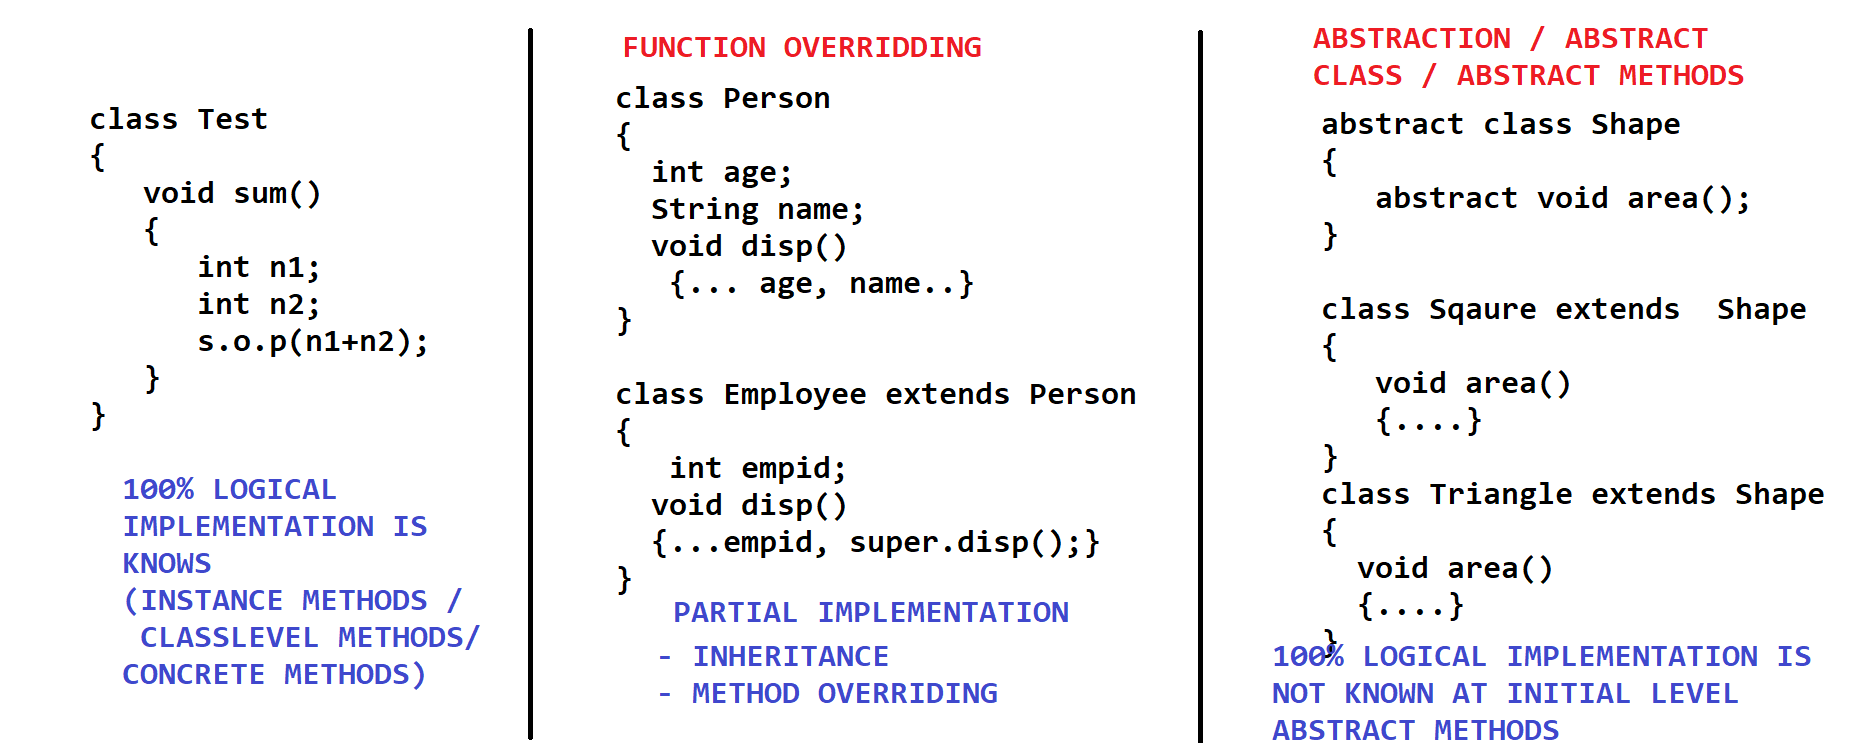 class Test
{
void sum()
{
int n1;
int n2;
s.o.p(n1+n2);
}
}
100% LOGICAL
IMPLEMENTATION IS
KNOWS
(INSTANCE METHODS /
CLASSLEVEL METHODS/
CONCRETE METHODS)
FUNCTION OVERRIDDING
class Person
{
int age;
String name;
void disp()
{... age, name..}
}
class Employee extends Person
{
int empid;
void disp()
{...empid, super.disp();}
}
PARTIAL IMPLEMENTATION
- INHERITANCE
- METHOD OVERRIDING
ABSTRACTION / ABSTRACT
CLASS / ABSTRACT METHODS
abstract class Shape
{
abstract void area();
}
class Sqaure extends  Shape
{
void area()
{....}
}
class Triangle extends Shape
{
void area()
{....}
}
100% LOGICAL IMPLEMENTATION IS
NOT KNOWN AT INITIAL LEVEL
ABSTRACT METHODS